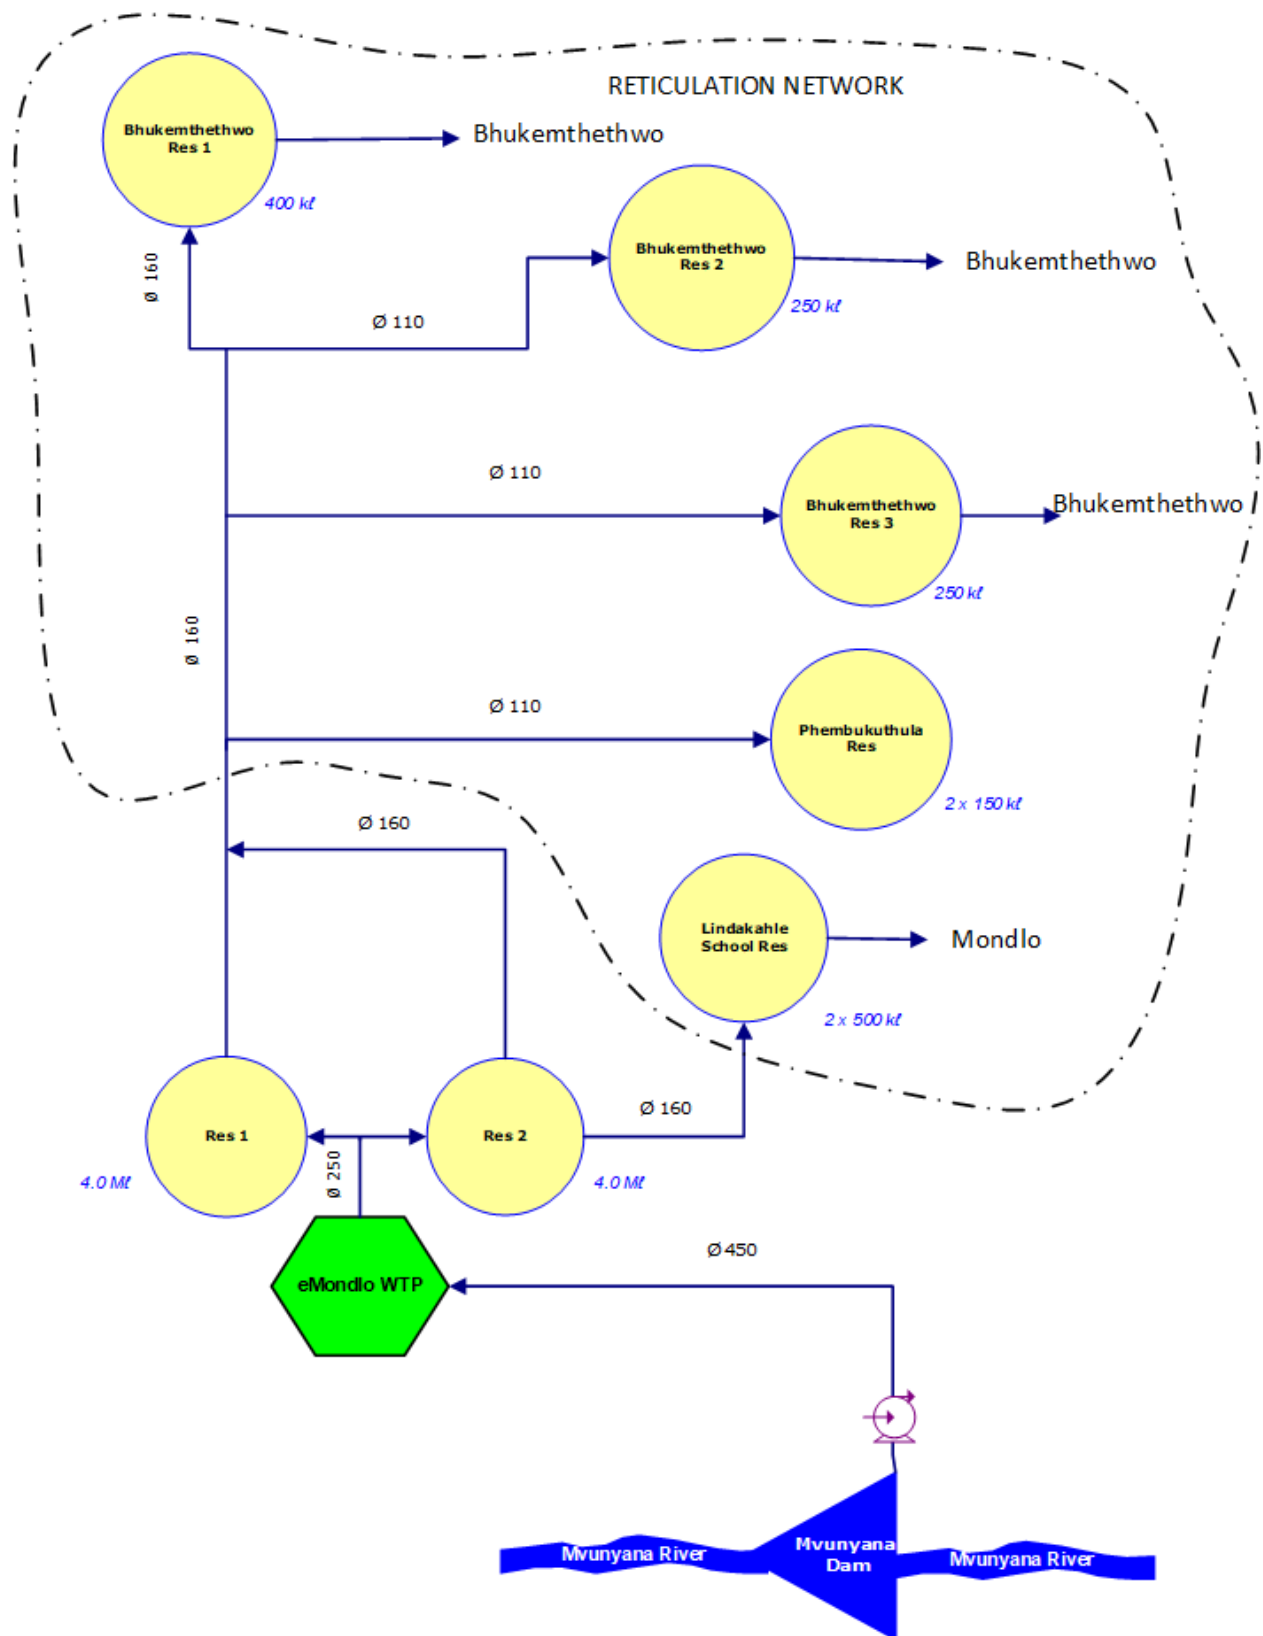 RETICULATION NETWORK
Bhukemthethwo
Res 1
Bhukemthethwo
400 kℓ
Ø 160
Bhukemthethwo
Res 2
Bhukemthethwo
250 kℓ
Ø 110
Ø 110
Bhukemthethwo
Res 3
Bhukemthethwo
250 kℓ
Ø 160
Ø 110
Phembukuthula
Res
2 x 150 kℓ
Ø 160
Lindakahle
School Res
Mondlo
2 x 500 kℓ
Ø 160
Res 1
Res 2
4.0 Mℓ
Ø 250
4.0 Mℓ
Ø 450
eMondlo WTP
Mvunyana River
Mvunyana
Dam
Mvunyana River